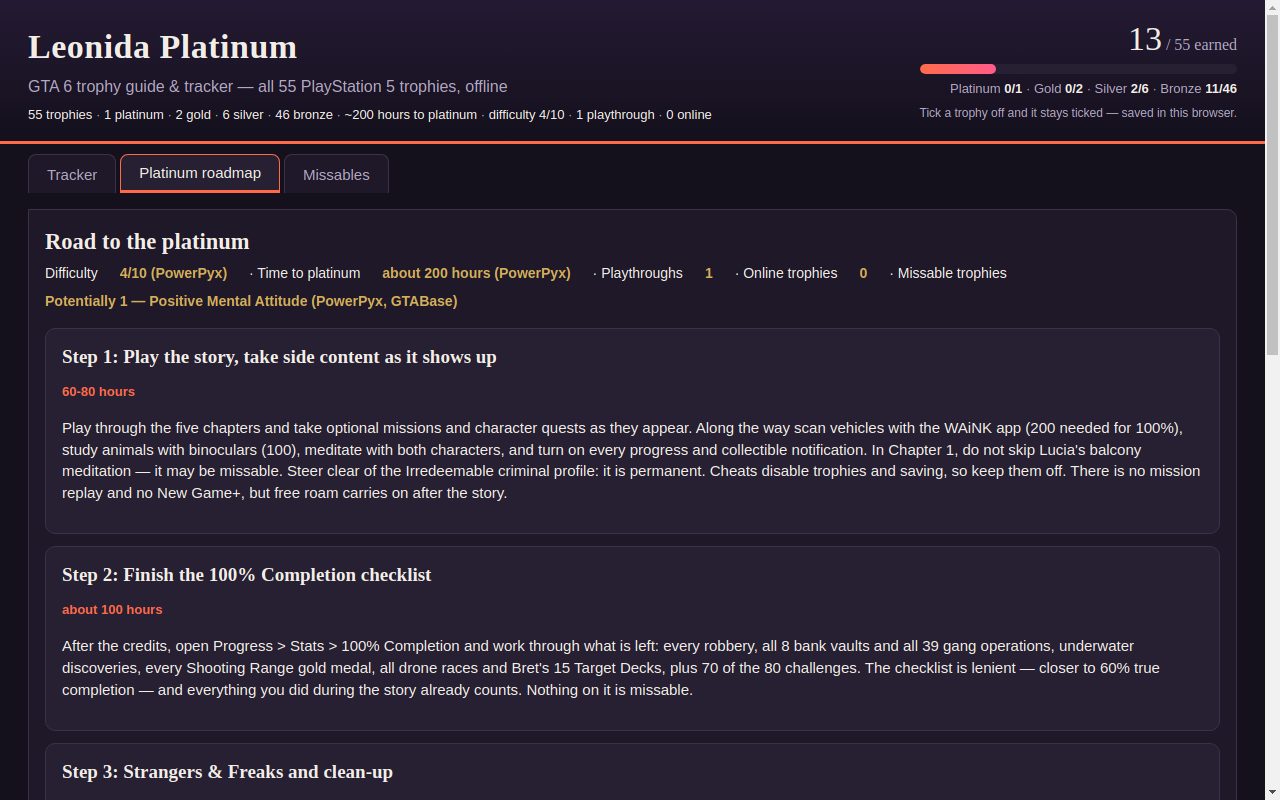 Leonida Platinum
GTA 6 trophy guide & tracker — all 55 PlayStation 5 trophies, offline
55 trophies · 1 platinum · 2 gold · 6 silver · 46 bronze · ~200 hours to platinum · difficulty 4/10 · 1 playthrough · 0 online
13 / 55 earned
Platinum 0/1 · Gold 0/2 · Silver 2/6 · Bronze 11/46
Tick a trophy off and it stays ticked — saved in this browser.
Tracker
Platinum roadmap
Missables
Road to the platinum
Difficulty 4/10 (PowerPyx) · Time to platinum about 200 hours (PowerPyx) · Playthroughs 1 · Online trophies 0 · Missable trophies
Potentially 1 — Positive Mental Attitude (PowerPyx, GTABase)
Step 1: Play the story, take side content as it shows up
60-80 hours
Play through the five chapters and take optional missions and character quests as they appear. Along the way scan vehicles with the WAiNK app (200 needed for 100%),
study animals with binoculars (100), meditate with both characters, and turn on every progress and collectible notification. In Chapter 1, do not skip Lucia's balcony
meditation — it may be missable. Steer clear of the Irredeemable criminal profile: it is permanent. Cheats disable trophies and saving, so keep them off. There is no mission
replay and no New Game+, but free roam carries on after the story.
Step 2: Finish the 100% Completion checklist
about 100 hours
After the credits, open Progress > Stats > 100% Completion and work through what is left: every robbery, all 8 bank vaults and all 39 gang operations, underwater
discoveries, every Shooting Range gold medal, all drone races and Bret's 15 Target Decks, plus 70 of the 80 challenges. The checklist is lenient — closer to 60% true
completion — and everything you did during the story already counts. Nothing on it is missable.
Step 3: Strangers & Freaks and clean-up